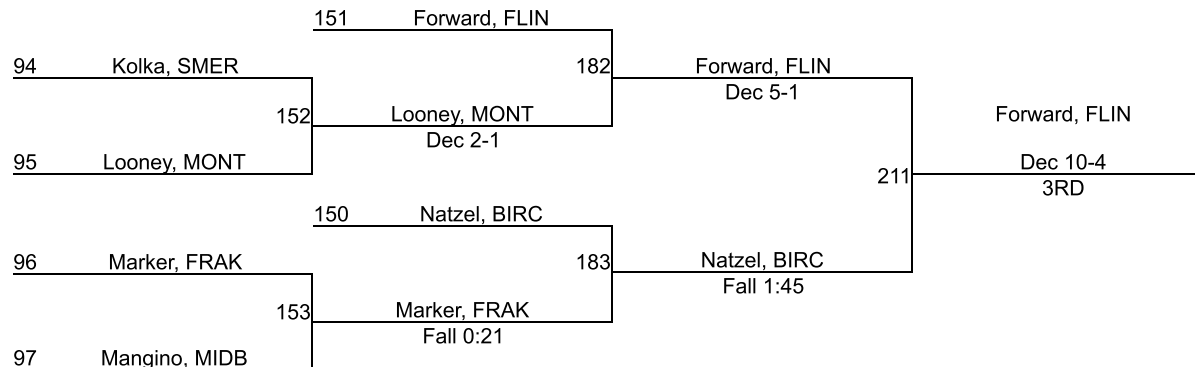 151 Forward, FLIN
94 Kolka, SMER
182 Forward, FLIN
Dec 5-1
152 Looney, MONT
Dec 2-1
Forward, FLIN
95 Looney, MONT
211 Dec 10-4
3RD
150 Natzel, BIRC
96 Marker, FRAK
183 Natzel, BIRC
Fall 1:45
153 Marker, FRAK
Fall 0:21
97 Mangino, MIDB